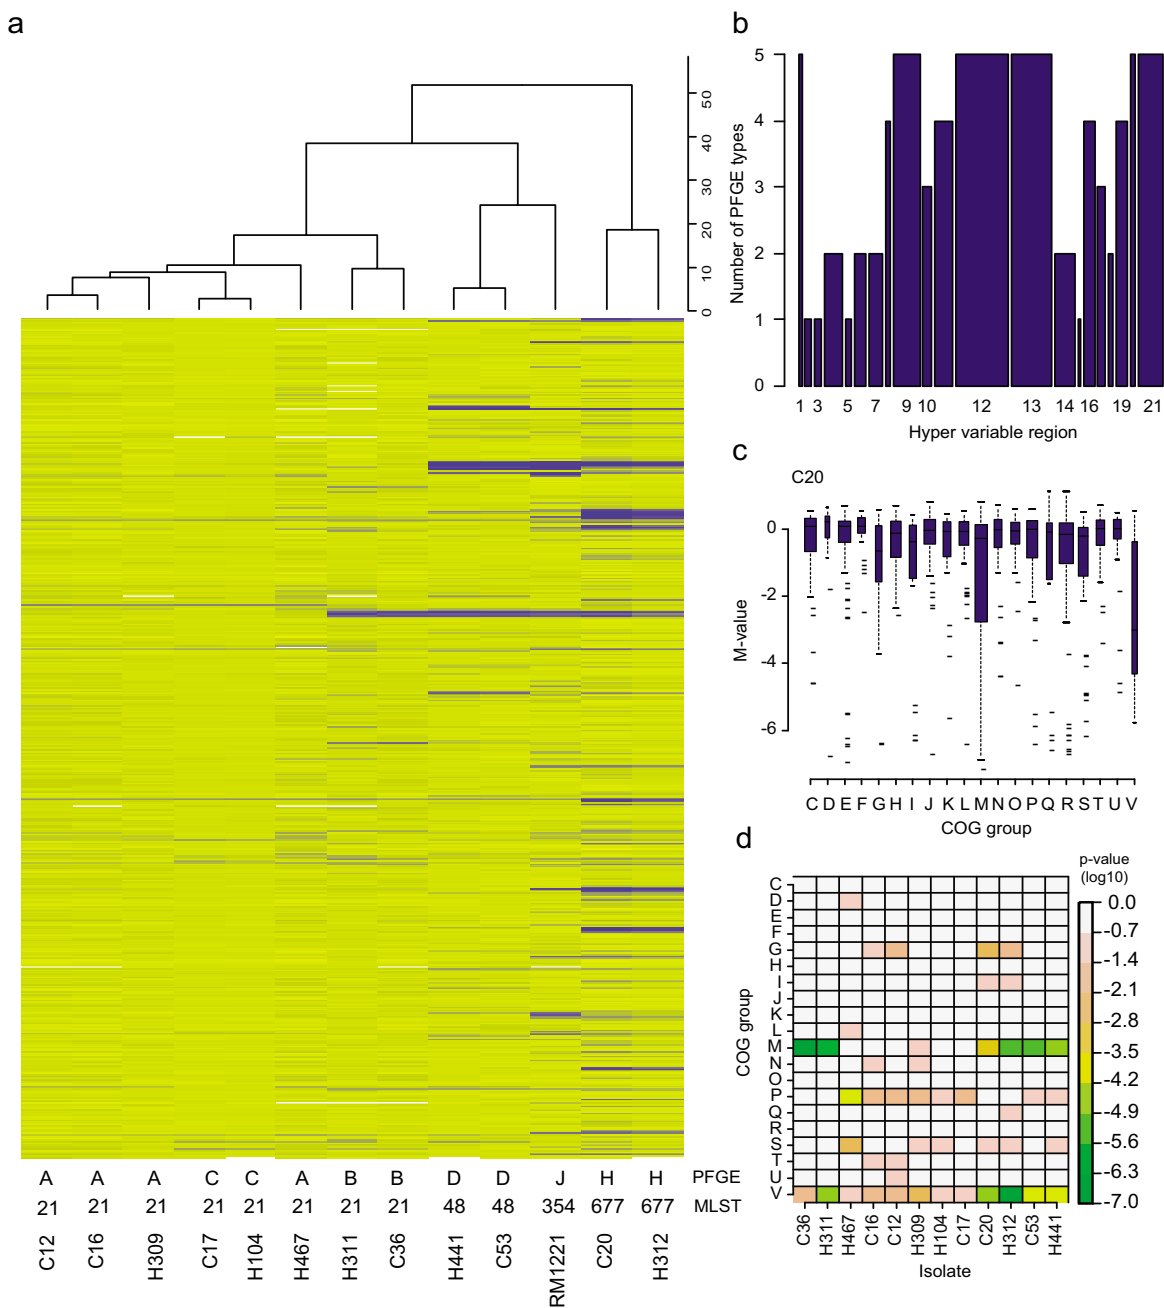 a
50
40
30
20
10
0
A A A C C A B B D D J H H PFGE
21 21 21 21 21 21 21 21 48 48 354 677 677 MLST
C12 C16 H309 C17 H104 H467 H311 C36 H441 C53 RM1221 C20 H312
b
Number of PFGE types
5
4
3
2
1
0
1 3 5 7 9 10 12 13 14 16 19 21
Hyper variable region
c
C20
M-value
0
-2
-4
-6
C D E F G H I J K L M N O P Q R S T U V
COG group
d
COG group
C
D
E
F
G
H
I
J
K
L
M
N
O
P
Q
R
S
T
U
V
C36 H311 H467 C16 C12 H309 H104 C17 C20 H312 C53 H441
Isolate
p-value
(log10)
0.0
-0.7
-1.4
-2.1
-2.8
-3.5
-4.2
-4.9
-5.6
-6.3
-7.0